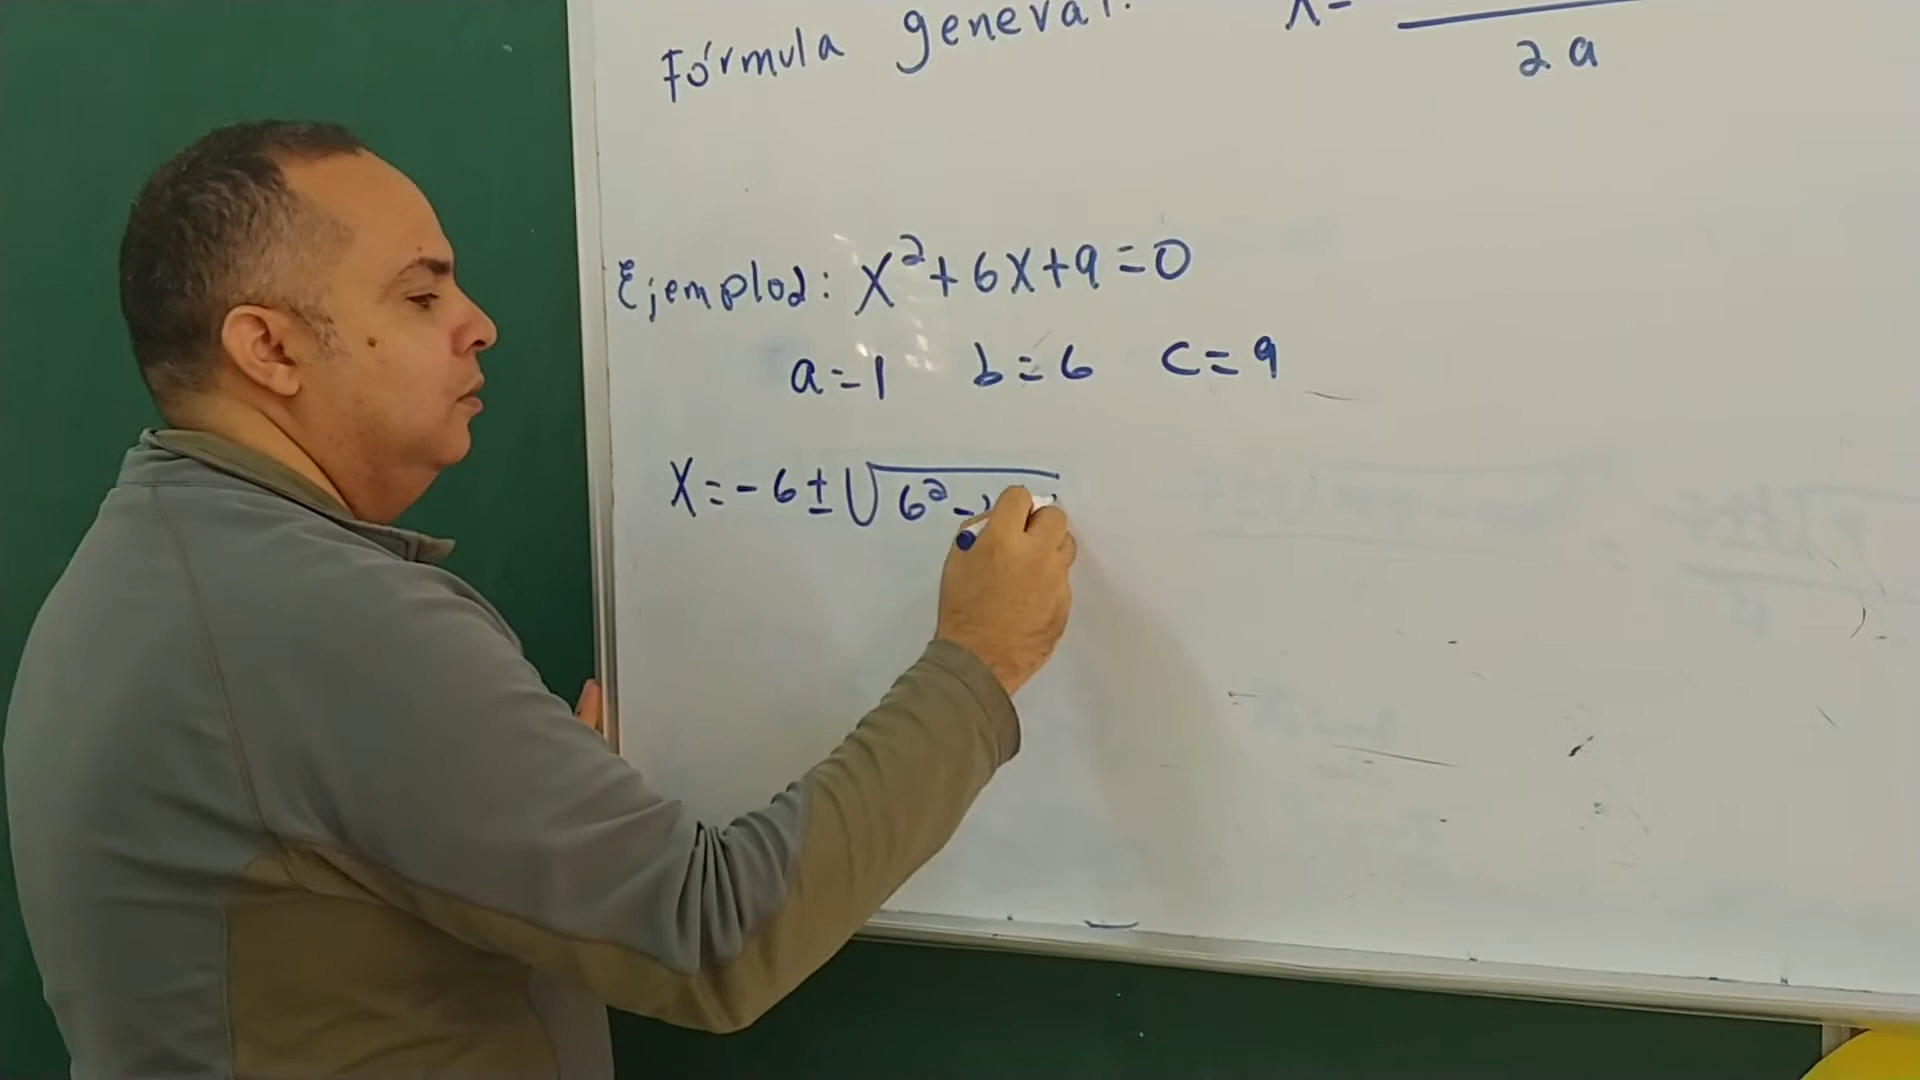 Fórmula general: x=
2a
Ejemplo2: x²+6x+9=0
a=1 b=6 c=9
x=-6±√6²-